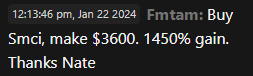 12:13:46 pm, Jan 22 2024 Fmtam: Buy
Smci, make $3600. 1450% gain.
Thanks Nate